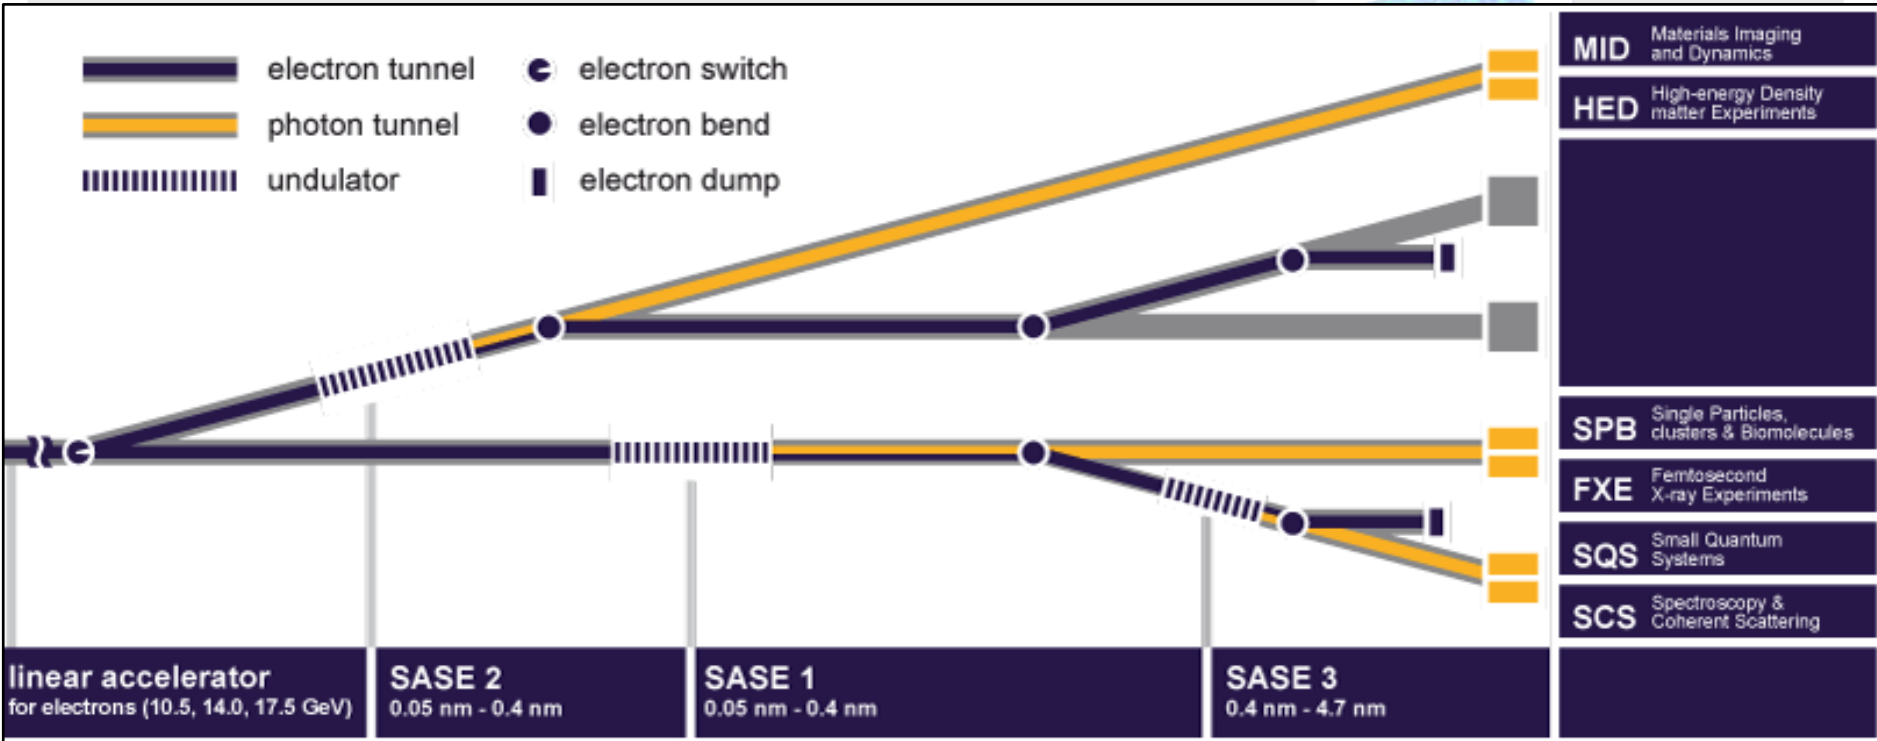 electron tunnel
electron switch
photon tunnel
electron bend
undulator
electron dump
MID Materials Imaging
and Dynamics
HED High-energy Density
matter Experiments
SPB Single Particles,
clusters & Biomolecules
FXE Femtosecond
X-ray Experiments
SQS Small Quantum
Systems
SCS Spectroscopy &
Coherent Scattering
linear accelerator
for electrons (10.5, 14.0, 17.5 GeV)
SASE 2
0.05 nm - 0.4 nm
SASE 1
0.05 nm - 0.4 nm
SASE 3
0.4 nm - 4.7 nm